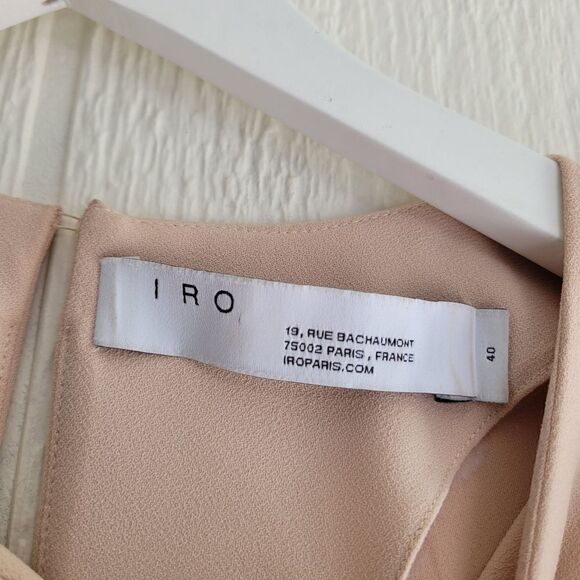 IRO
19, RUE BACHAUMONT
75002 PARIS, FRANCE
IROPARIS.COM
40